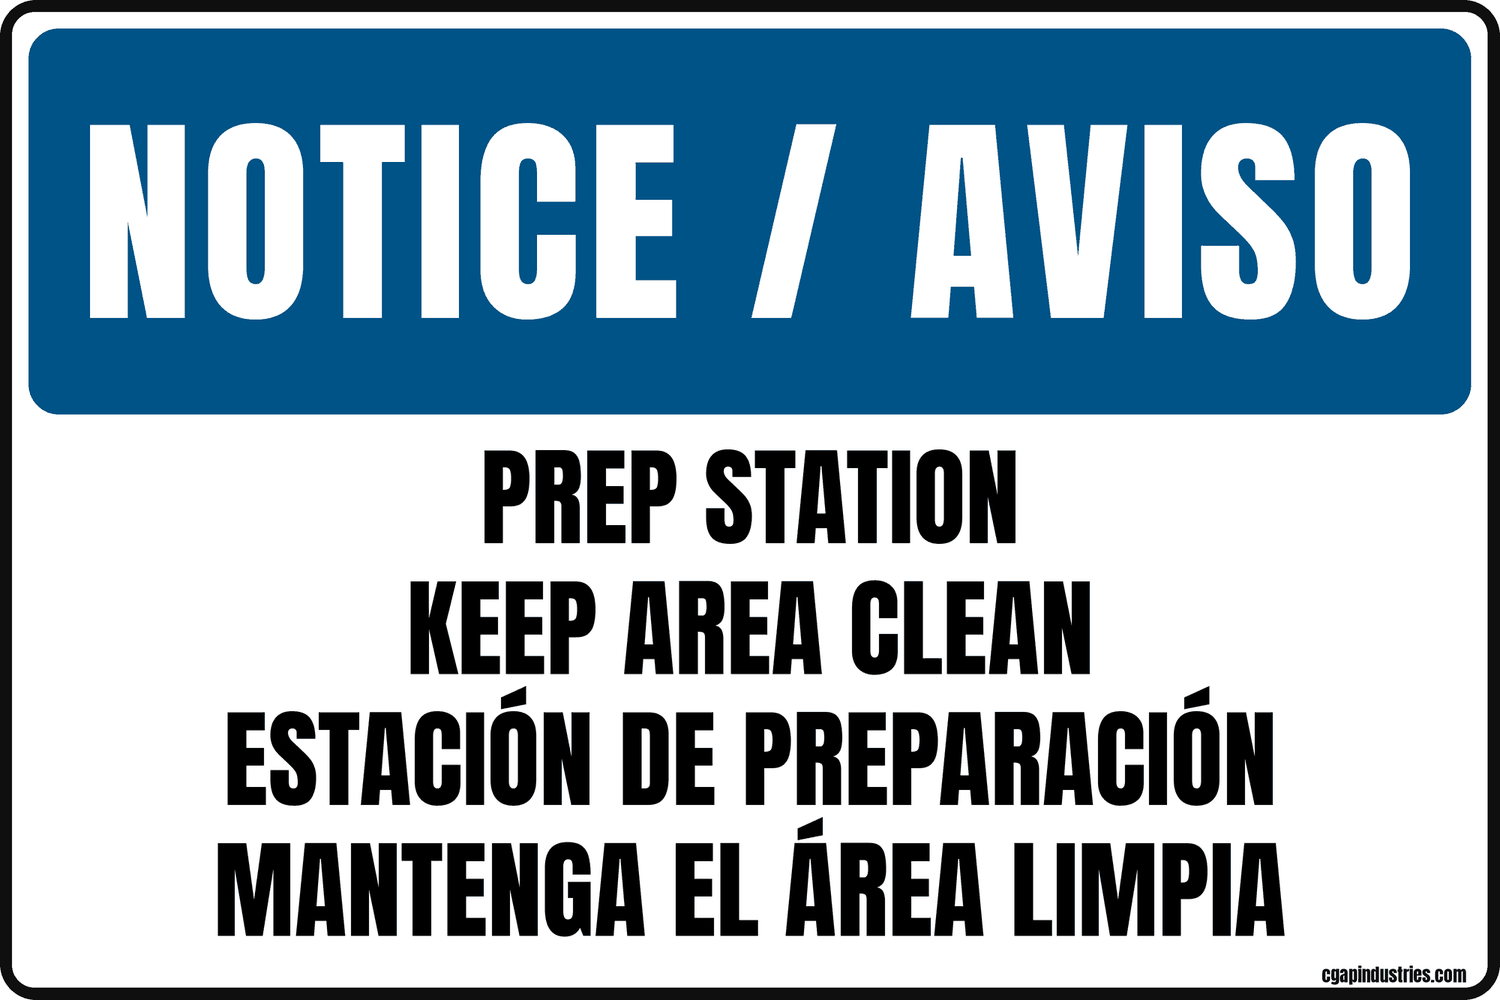 NOTICE / AVISO
PREP STATION
KEEP AREA CLEAN
ESTACIÓN DE PREPARACIÓN
MANTENGA EL ÁREA LIMPIA
cgapindustries.com